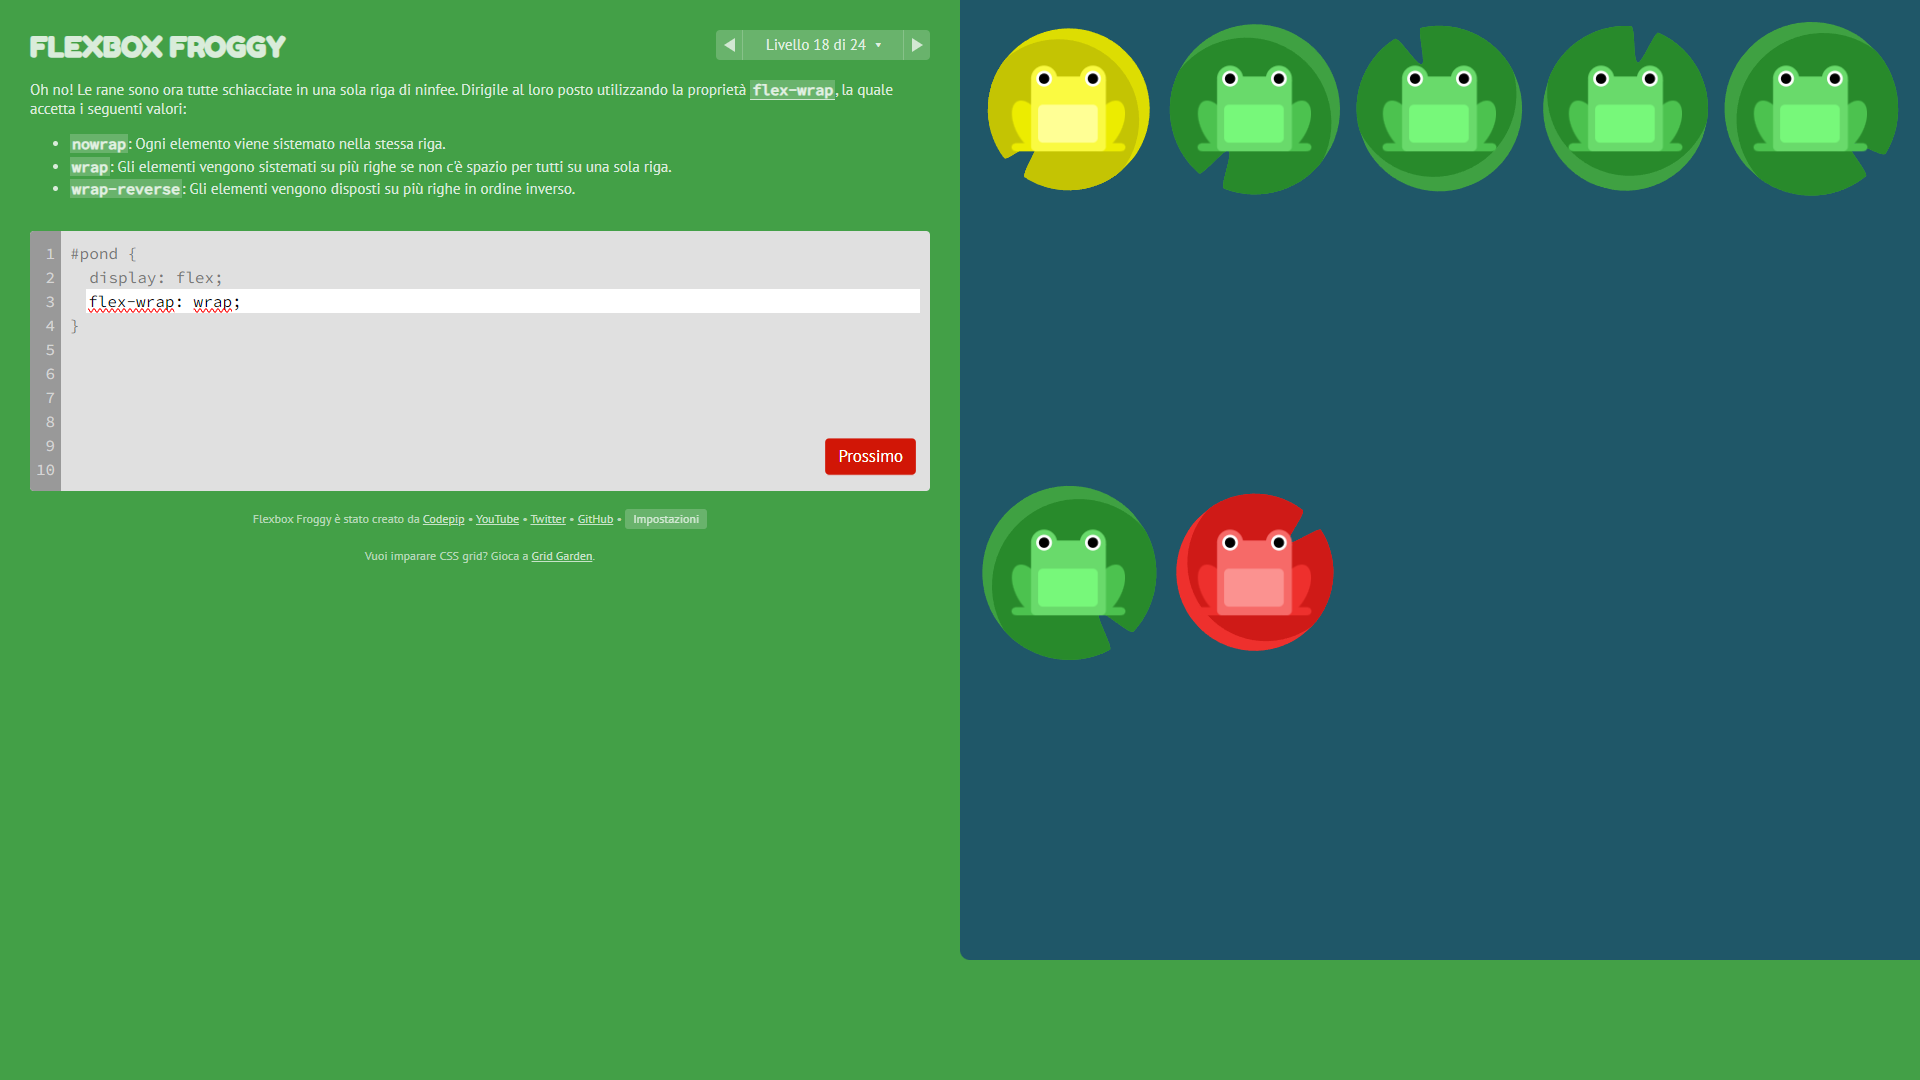 FLEXBOX FROGGY
Livello 18 di 24
Oh no! Le rane sono ora tutte schiacciate in una sola riga di ninfee. Dirigile al loro posto utilizzando la proprietà flex-wrap, la quale
accetta i seguenti valori:
• nowrap: Ogni elemento viene sistemato nella stessa riga.
• wrap: Gli elementi vengono sistemati su più righe se non c'è spazio per tutti su una sola riga.
• wrap-reverse: Gli elementi vengono disposti su più righe in ordine inverso.
1 #pond {
2 display: flex;
3 flex-wrap: wrap;
4 }
5
6
7
8
9
10
Prossimo
Flexbox Froggy è stato creato da Codepip • YouTube • Twitter • GitHub • Impostazioni
Vuoi imparare CSS grid? Gioca a Grid Garden.